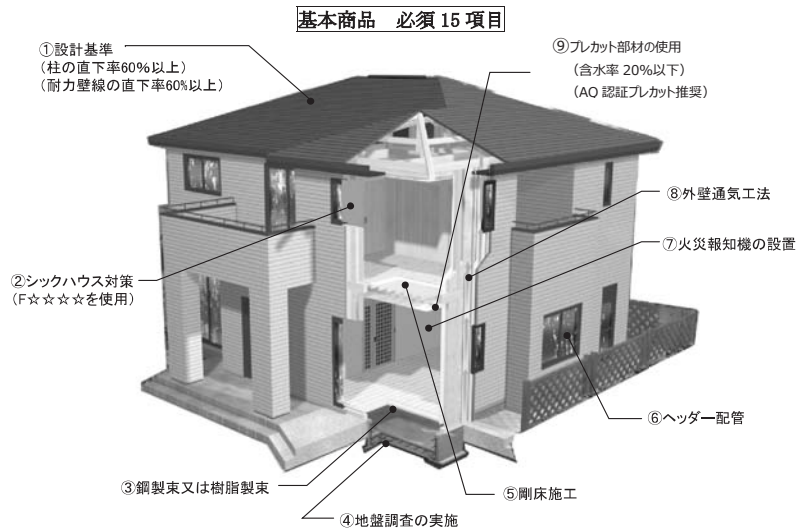 基本商品　必須 15 項目
①設計基準
（柱の直下率60％以上）
（耐力壁線の直下率60%以上）
⑨プレカット部材の使用
（含水率 20％以下）
（AQ 認証プレカット推奨）
⑧外壁通気工法
⑦火災報知機の設置
②シックハウス対策
（F☆☆☆☆を使用）
⑥ヘッダー配管
③鋼製束又は樹脂製束
⑤剛床施工
④地盤調査の実施